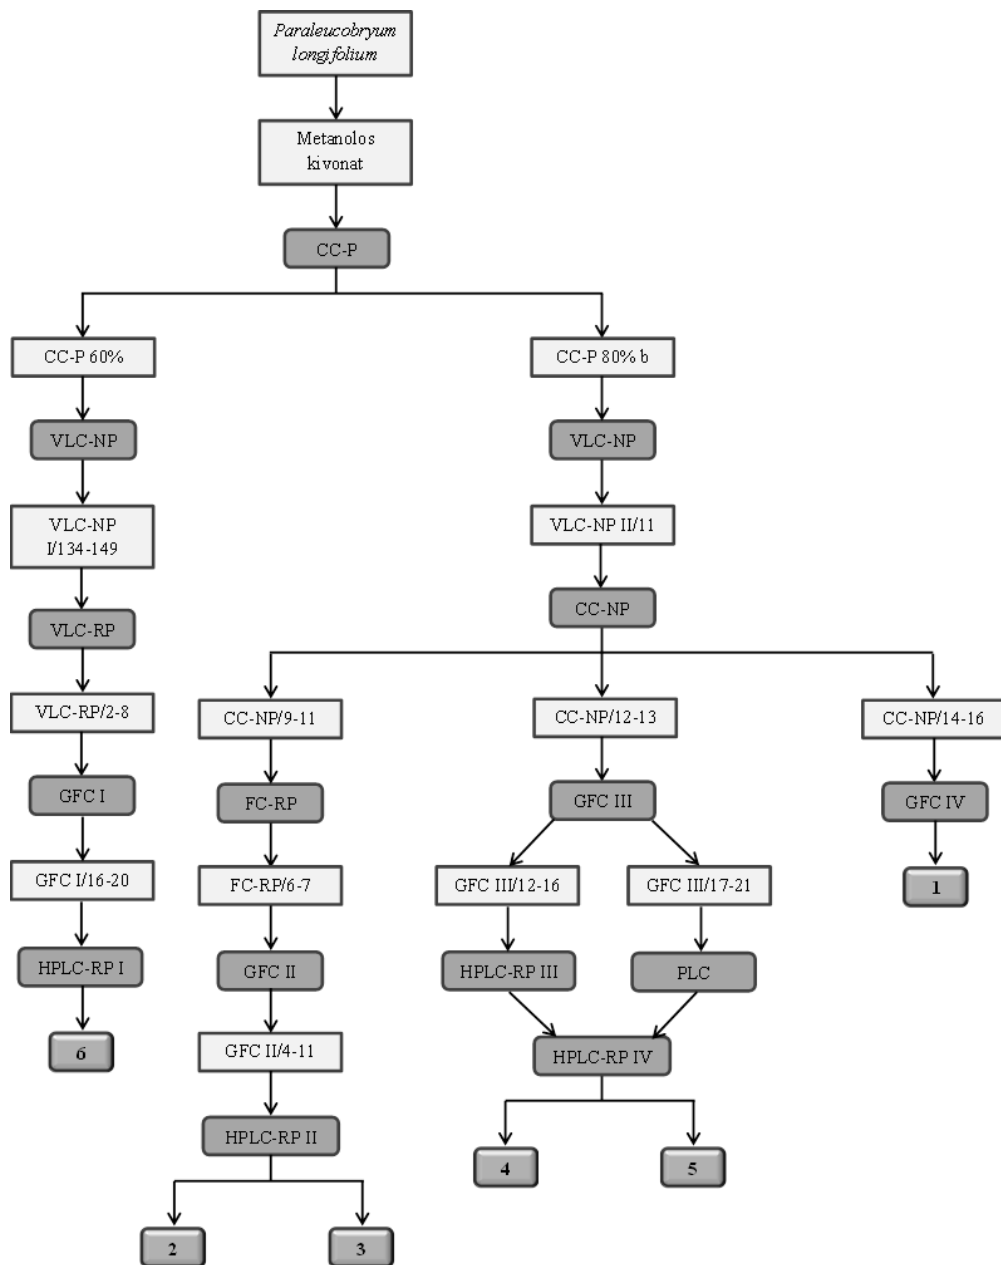 Paraleucobryum
longifolium
Metanolos
kivonat
CC-P
CC-P 60%
CC-P 80% b
VLC-NP
VLC-NP
VLC-NP
I/134-149
VLC-NP II/11
VLC-RP
CC-NP
VLC-RP/2-8
CC-NP/9-11
CC-NP/12-13
CC-NP/14-16
GFC I
FC-RP
GFC III
GFC IV
GFC I/16-20
FC-RP/6-7
GFC III/12-16
GFC III/17-21
1
HPLC-RP I
GFC II
HPLC-RP III
PLC
6
GFC II/4-11
HPLC-RP IV
HPLC-RP II
4
5
2
3